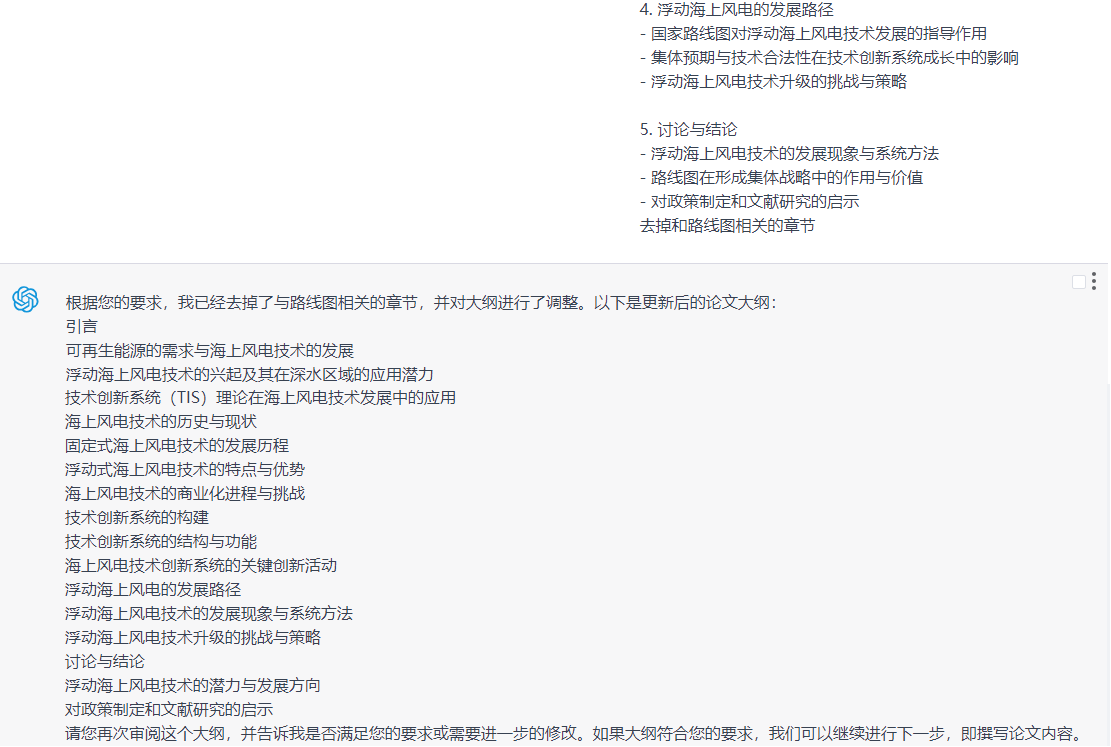 4. 浮动海上风电的发展路径
- 国家路线图对浮动海上风电技术发展的指导作用
- 集体预期与技术合法性在技术创新系统成长中的影响
- 浮动海上风电技术升级的挑战与策略
5. 讨论与结论
- 浮动海上风电技术的发展现象与系统方法
- 路线图在形成集体战略中的作用与价值
- 对政策制定和文献研究的启示
去掉和路线图相关的章节
根据您的要求，我已经去掉了与路线图相关的章节，并对大纲进行了调整。以下是更新后的论文大纲：
引言
可再生能源的需求与海上风电技术的发展
浮动海上风电技术的兴起及其在深水区域的应用潜力
技术创新系统（TIS）理论在海上风电技术发展中的应用
海上风电技术的历史与现状
固定式海上风电技术的发展历程
浮动式海上风电技术的特点与优势
海上风电技术的商业化进程与挑战
技术创新系统的构建
技术创新系统的结构与功能
海上风电技术创新系统的关键创新活动
浮动海上风电的发展路径
浮动海上风电技术的发展现象与系统方法
浮动海上风电技术升级的挑战与策略
讨论与结论
浮动海上风电技术的潜力与发展方向
对政策制定和文献研究的启示
请您再次审阅这个大纲，并告诉我是否满足您的要求或需要进一步的修改。如果大纲符合您的要求，我们可以继续进行下一步，即撰写论文内容。